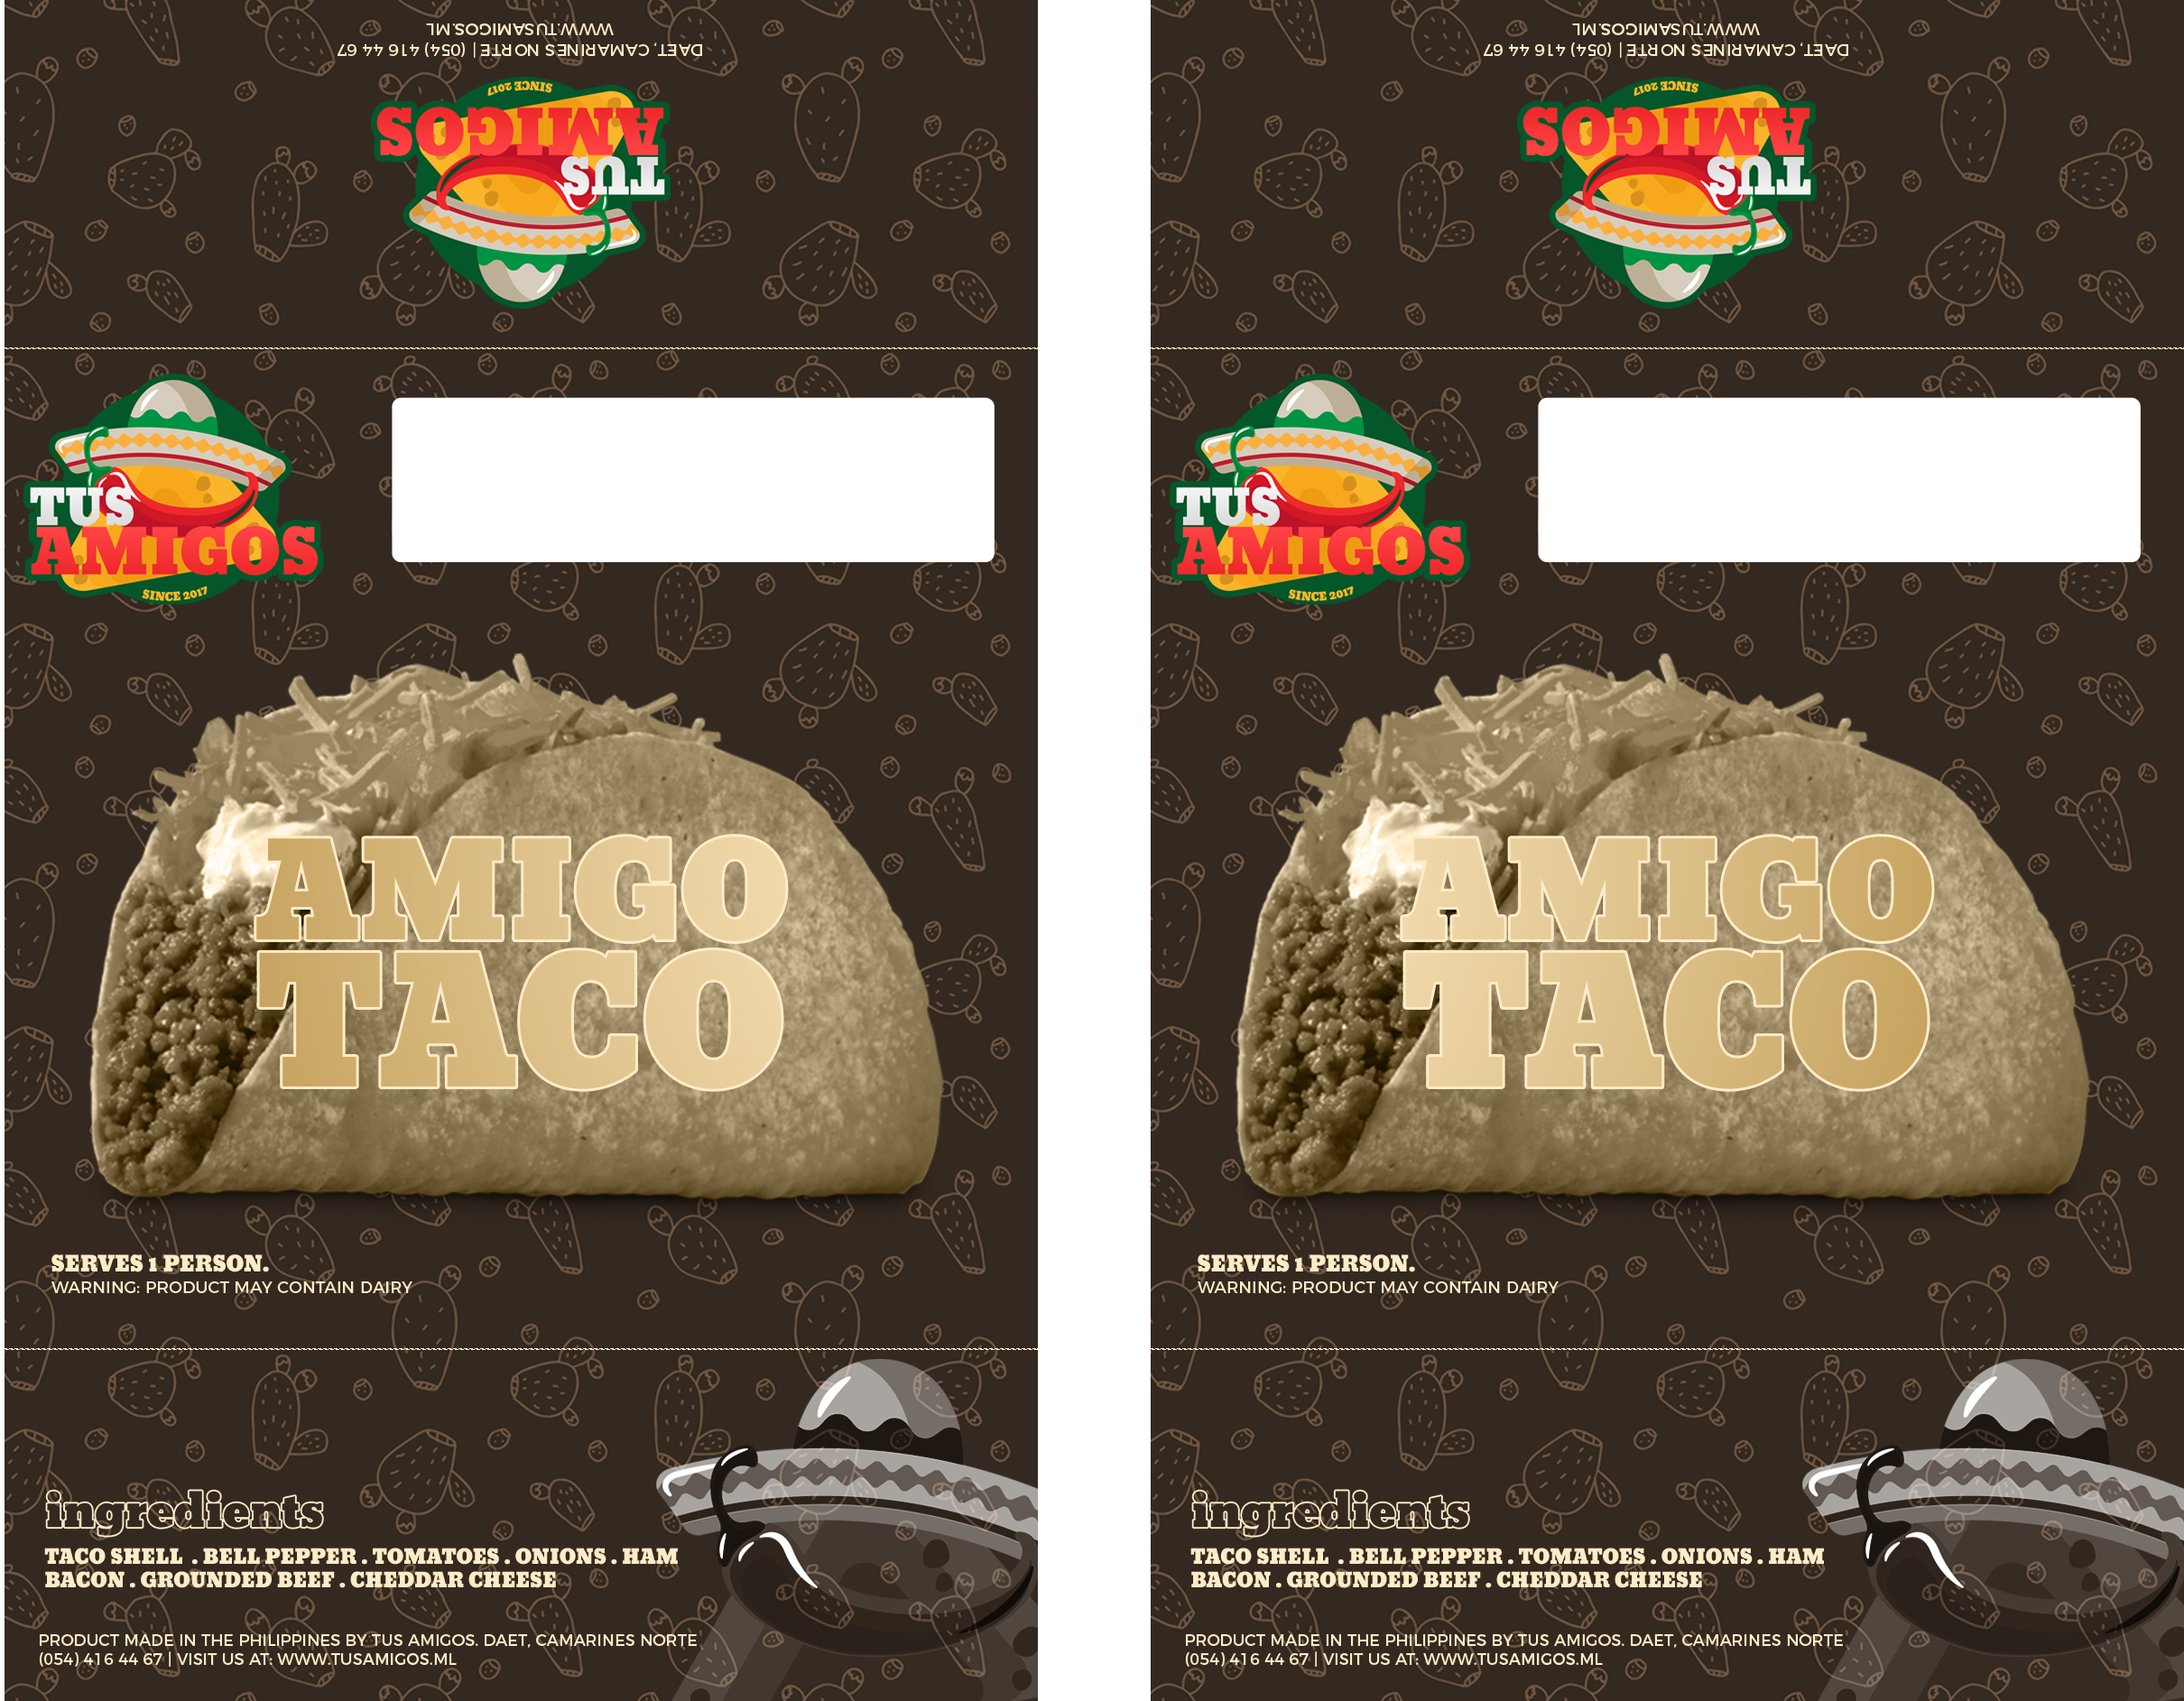 TUS
AMIGOS
SINCE 2017
DAET, CAMARINES NORTE | (054) 416 44 67
WWW.TUSAMIGOS.ML
TUS
AMIGOS
SINCE 2017
AMIGO
TACO
SERVES 1 PERSON.
WARNING: PRODUCT MAY CONTAIN DAIRY
ingredients
TACO SHELL . BELL PEPPER . TOMATOES . ONIONS . HAM
BACON . GROUNDED BEEF . CHEDDAR CHEESE
PRODUCT MADE IN THE PHILIPPINES BY TUS AMIGOS. DAET, CAMARINES NORTE
(054) 416 44 67 | VISIT US AT: WWW.TUSAMIGOS.ML
TUS
AMIGOS
SINCE 2017
DAET, CAMARINES NORTE | (054) 416 44 67
WWW.TUSAMIGOS.ML
TUS
AMIGOS
SINCE 2017
AMIGO
TACO
SERVES 1 PERSON.
WARNING: PRODUCT MAY CONTAIN DAIRY
ingredients
TACO SHELL . BELL PEPPER . TOMATOES . ONIONS . HAM
BACON . GROUNDED BEEF . CHEDDAR CHEESE
PRODUCT MADE IN THE PHILIPPINES BY TUS AMIGOS. DAET, CAMARINES NORTE
(054) 416 44 67 | VISIT US AT: WWW.TUSAMIGOS.ML